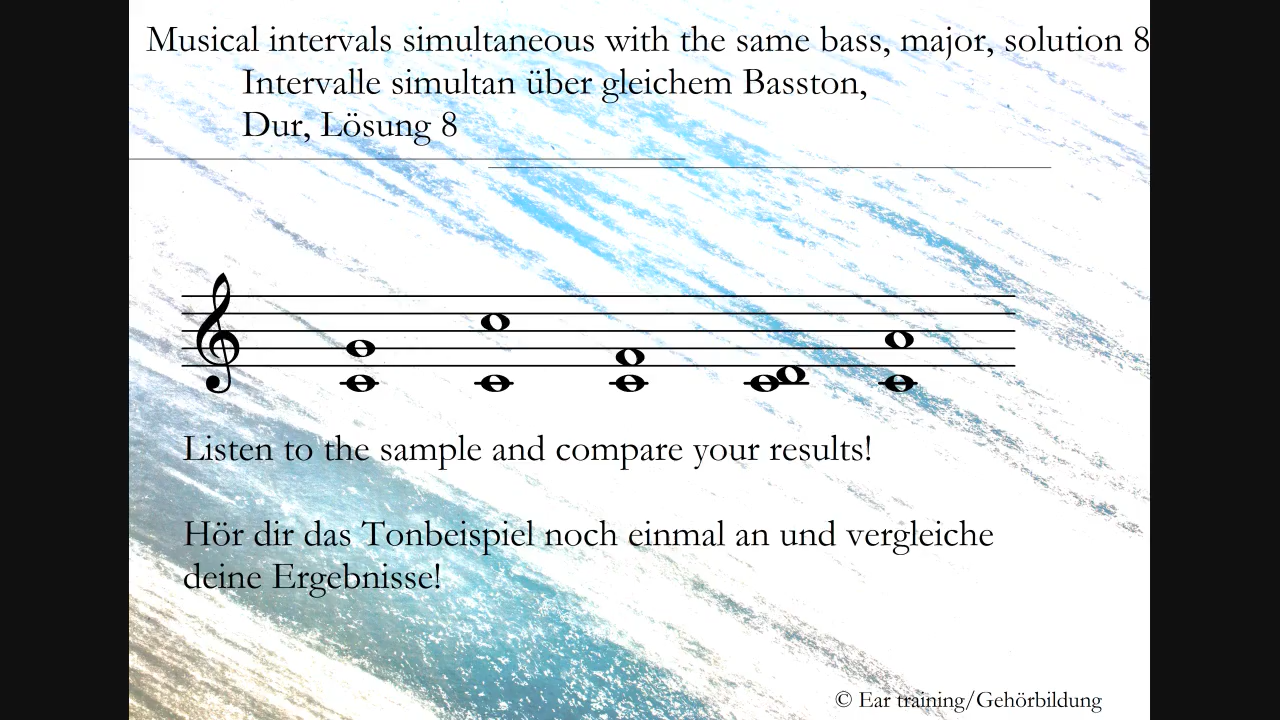 Musical intervals simultaneous with the same bass, major, solution 8
Intervalle simultan über gleichem Basston,
Dur, Lösung 8
Listen to the sample and compare your results!
Hör dir das Tonbeispiel noch einmal an und vergleiche
deine Ergebnisse!
© Ear training/Gehörbildung